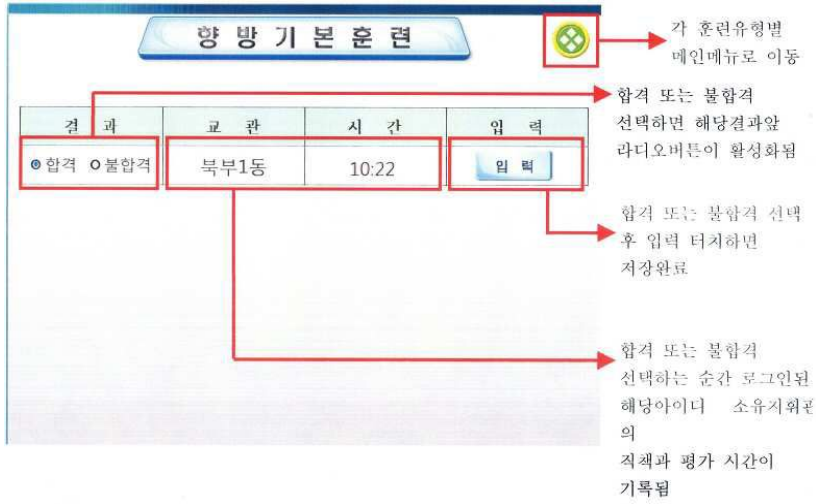 향방기본훈련
각 훈련유형별
메인메뉴로 이동
합격 또는 불합격
선택하면 해당결과앞
라디오버튼이 활성화됨
결 과 교 관 시 간 입 력
합격 불합격 북부1동 10:22 입 력
합격 또는 불합격 선택
후 입력 터치하면
저장완료
합격 또는 불합격
선택하는 순간 로그인된
해당아이디 소유지휘관
의
직책과 평가 시간이
기록됨